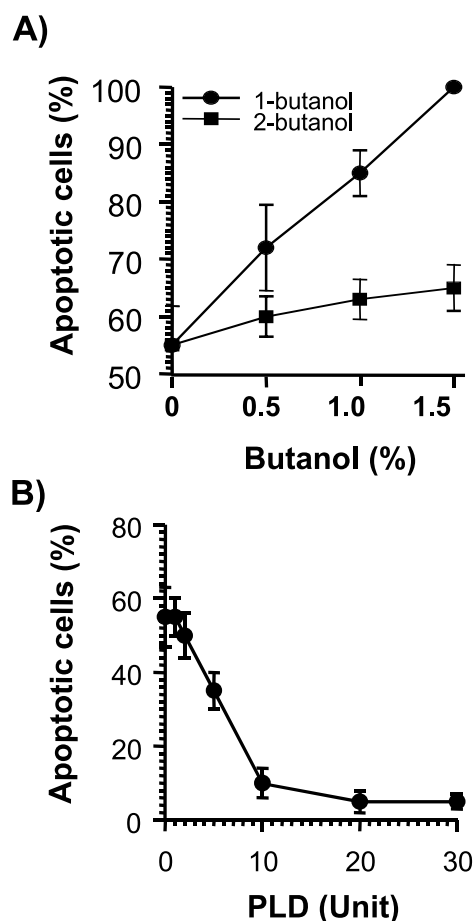 A)
Apoptotic cells (%)
100
90
80
70
60
50
1-butanol
2-butanol
0 0.5 1.0 1.5
Butanol (%)
B)
Apoptotic cells (%)
80
60
40
20
0
0 10 20 30
PLD (Unit)